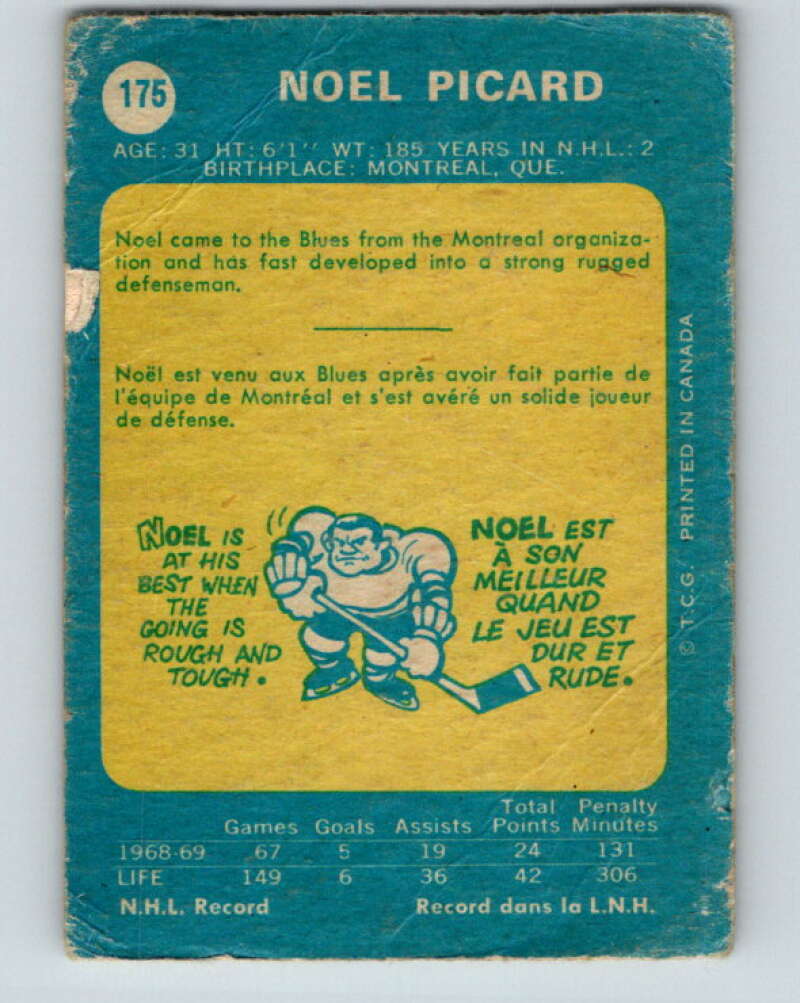 175
NOEL PICARD
AGE: 31 HT: 6'1" WT: 185 YEARS IN N.H.L.: 2
BIRTHPLACE: MONTREAL, QUE.
Noel came to the Blues from the Montreal organiza-
tion and has fast developed into a strong rugged
defenseman.
Noël est venu aux Blues après avoir fait partie de
l'équipe de Montréal et s'est avéré un solide joueur
de défense.
NOEL IS
AT HIS
BEST WHEN
THE
GOING IS
ROUGH AND
TOUGH.
NOEL EST
À SON
MEILLEUR
QUAND
LE JEU EST
DUR ET
RUDE.
© T.C.G. PRINTED IN CANADA
Games Goals Assists Total Points Penalty Minutes
1968-69 67 5 19 24 131
LIFE 149 6 36 42 306
N.H.L. Record Record dans la L.N.H.